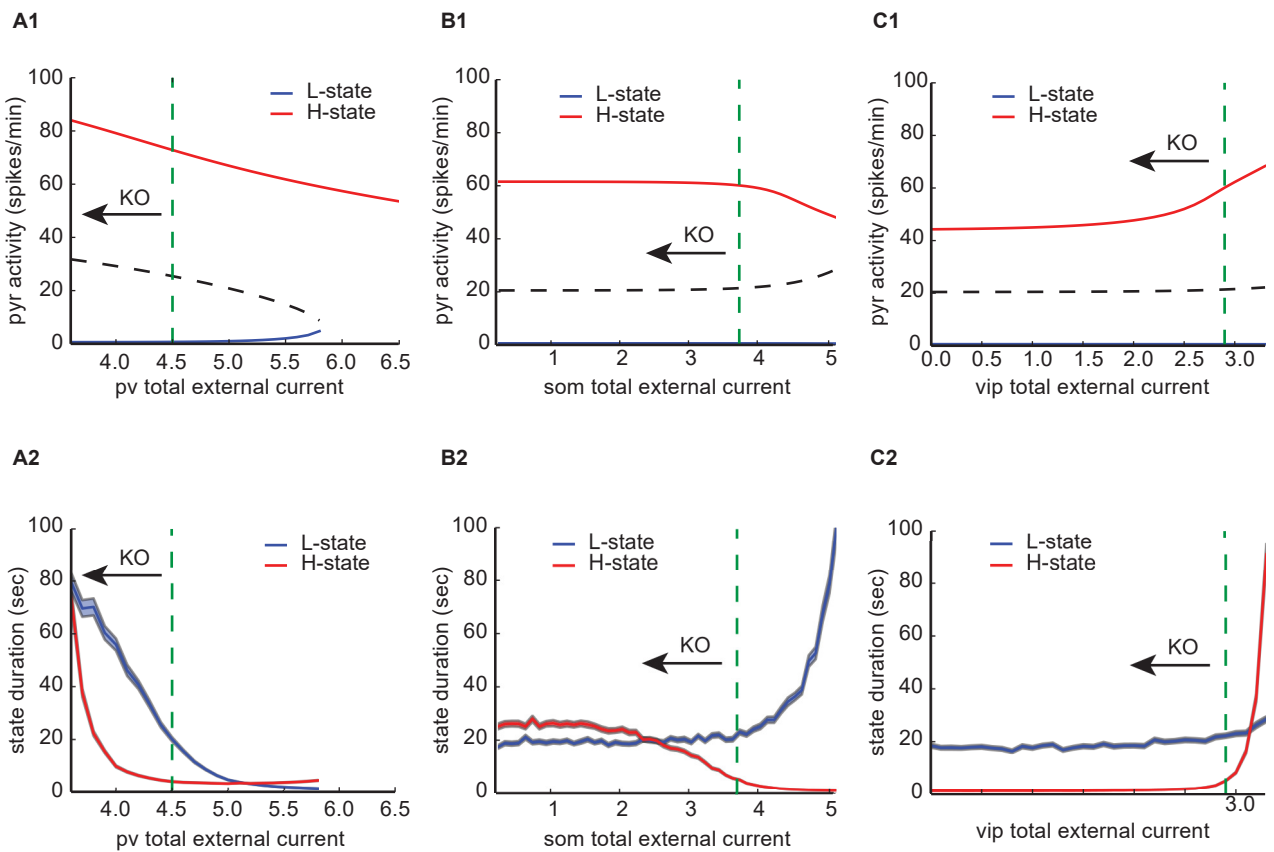 A1
B1
C1
pyr activity (spikes/min)
100
80
60
40
20
0
L-state
H-state
KO
4.0
4.5
5.0
5.5
6.0
6.5
pv total external current
pyr activity (spikes/min)
100
80
60
40
20
0
L-state
H-state
KO
1
2
3
4
5
som total external current
pyr activity (spikes/min)
100
80
60
40
20
0
L-state
H-state
KO
0.0
0.5
1.0
1.5
2.0
2.5
3.0
vip total external current
A2
B2
C2
state duration (sec)
100
80
60
40
20
0
L-state
H-state
KO
4.0
4.5
5.0
5.5
6.0
6.5
pv total external current
state duration (sec)
100
80
60
40
20
0
L-state
H-state
KO
1
2
3
4
5
som total external current
state duration (sec)
100
80
60
40
20
0
L-state
H-state
KO
3.0
vip total external current